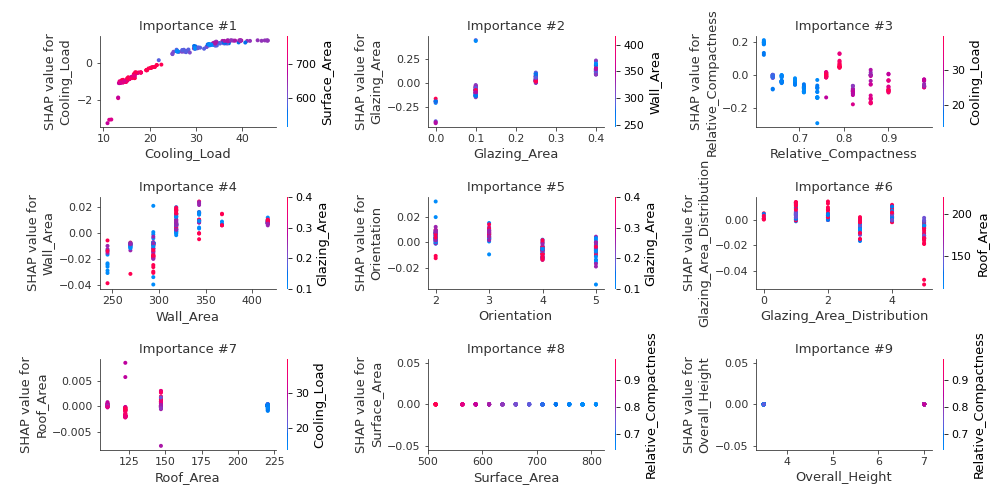 Importance #1
SHAP value for
Cooling_Load
0
−2
10 20 30 40
Cooling_Load
700
600
Surface_Area
Importance #2
SHAP value for
Glazing_Area
0.25
0.00
−0.25
0.0 0.1 0.2 0.3 0.4
Glazing_Area
400
350
300
250
Wall_Area
Importance #3
SHAP value for
Relative_Compactness
0.2
0.0
−0.2
0.7 0.8 0.9
Relative_Compactness
30
20
Cooling_Load
Importance #4
SHAP value for
Wall_Area
0.02
0.00
−0.02
−0.04
250 300 350 400
Wall_Area
0.4
0.3
0.2
0.1
Glazing_Area
Importance #5
SHAP value for
Orientation
0.02
0.00
−0.02
2 3 4 5
Orientation
0.4
0.3
0.2
0.1
Glazing_Area
Importance #6
SHAP value for
Glazing_Area_Distribution
0.00
−0.02
−0.04
0 2 4
Glazing_Area_Distribution
200
150
Roof_Area
Importance #7
SHAP value for
Roof_Area
0.005
0.000
−0.005
125 150 175 200 225
Roof_Area
30
20
Cooling_Load
Importance #8
SHAP value for
Surface_Area
0.05
0.00
−0.05
500 600 700 800
Surface_Area
0.9
0.8
0.7
Relative_Compactness
Importance #9
SHAP value for
Overall_Height
0.05
0.00
−0.05
4 5 6 7
Overall_Height
0.9
0.8
0.7
Relative_Compactness